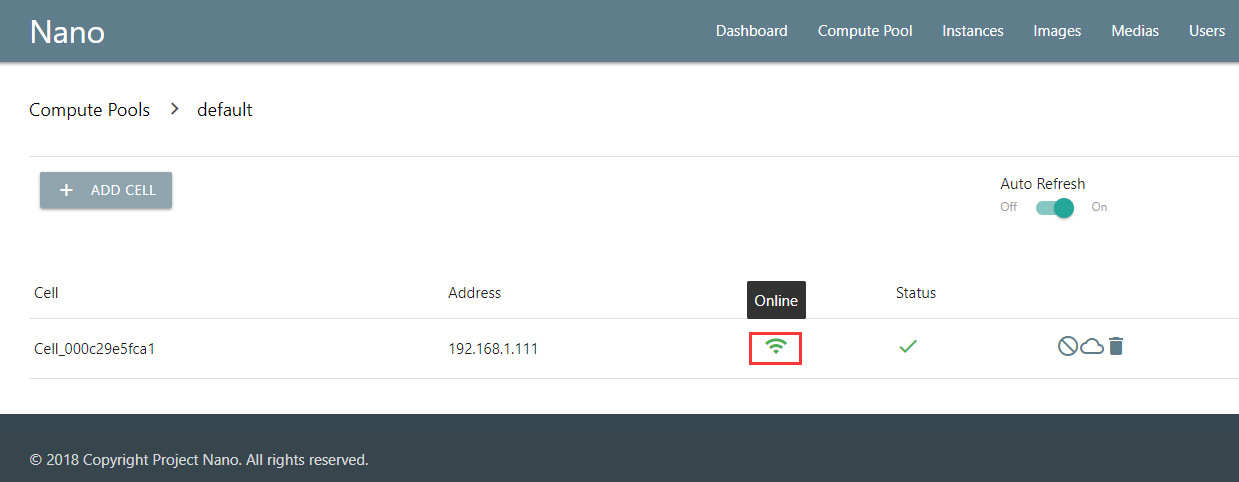 Nano Dashboard Compute Pool Instances Images Medias Users
Compute Pools default
ADD CELL
Auto Refresh
Off On
Cell Address Online Status
Cell_000c29e5fca1 192.168.1.111
© 2018 Copyright Project Nano. All rights reserved.